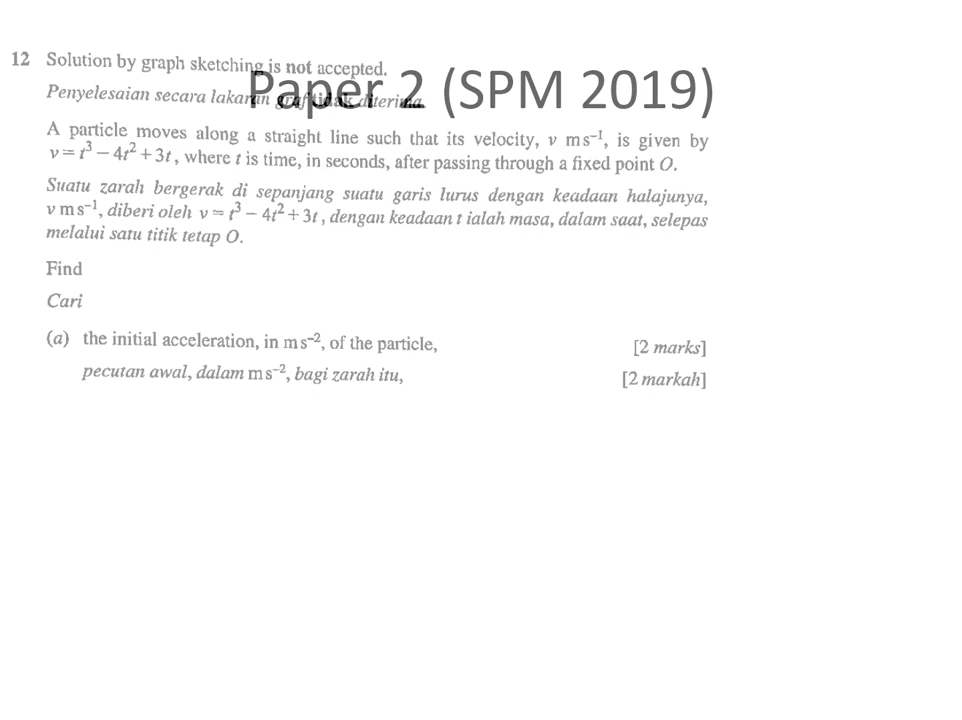 Paper 2 (SPM 2019)
12 Solution by graph sketching is not accepted.
Penyelesaian secara lakaran graf tidak diterima.
A particle moves along a straight line such that its velocity, v m s⁻¹, is given by
v = t³ − 4t² + 3t, where t is time, in seconds, after passing through a fixed point O.
Suatu zarah bergerak di sepanjang suatu garis lurus dengan keadaan halajunya,
v m s⁻¹, diberi oleh v = t³ − 4t² + 3t, dengan keadaan t ialah masa, dalam saat, selepas
melalui satu titik tetap O.
Find
Cari
(a) the initial acceleration, in m s⁻², of the particle, [2 marks]
pecutan awal, dalam m s⁻², bagi zarah itu, [2 markah]